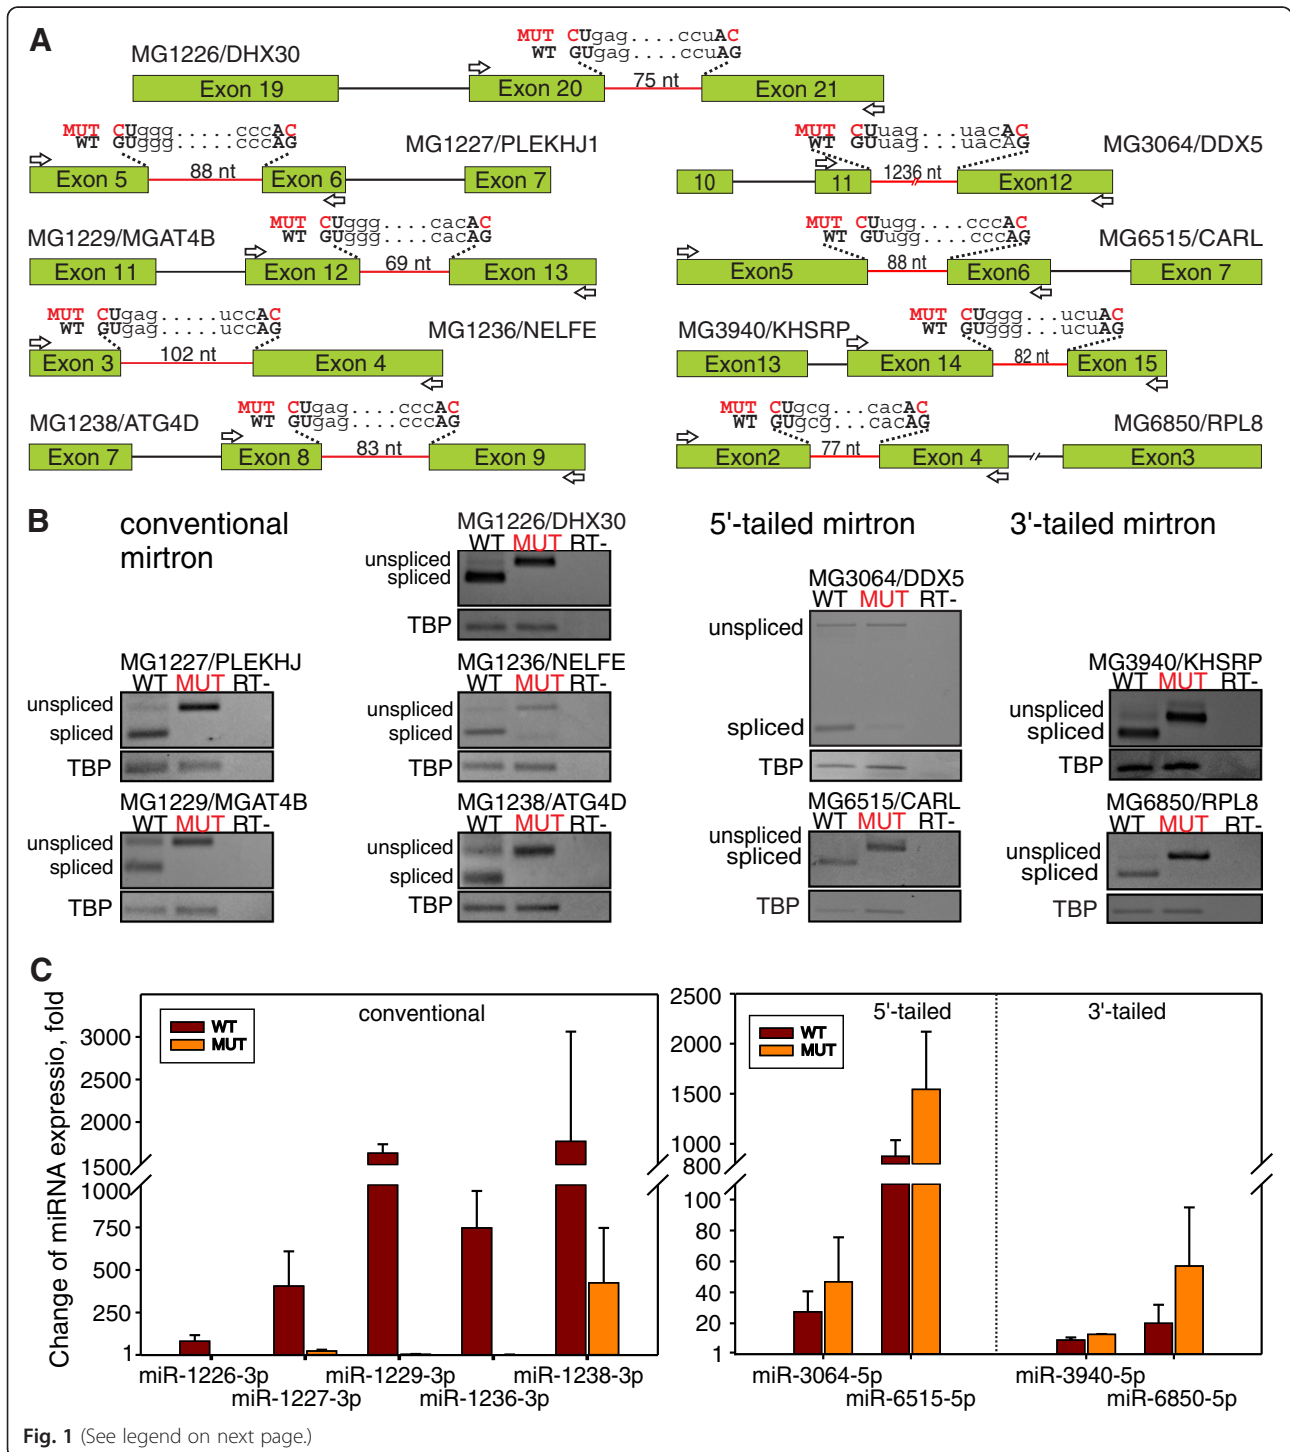 A
MG1226/DHX30
MUT CUgag....ccuAC
WT GUgag....ccuAG
Exon 19
Exon 20
75 nt
Exon 21
MUT CUggg.....cccAC
WT GUggg.....cccAG
MG1227/PLEKHJ1
Exon 5
88 nt
Exon 6
Exon 7
MUT CUuag...uacAC
WT GUuag...uacAG
MG3064/DDX5
10
11
1236 nt
Exon12
MG1229/MGAT4B
MUT CUggg....cacAC
WT GUggg....cacAG
Exon 11
Exon 12
69 nt
Exon 13
MUT CUugg....cccAC
WT GUugg....cccAG
MG6515/CARL
Exon5
88 nt
Exon6
Exon 7
MUT CUgag.....uccAC
WT GUgag.....uccAG
MG1236/NELFE
Exon 3
102 nt
Exon 4
MG3940/KHSRP
MUT CUggg....ucuAC
WT GUggg....ucuAG
Exon13
Exon 14
82 nt
Exon 15
MG1238/ATG4D
MUT CUgag....cccAC
WT GUgag....cccAG
Exon 7
Exon 8
83 nt
Exon 9
MUT CUgcg...cacAC
WT GUgcg...cacAG
MG6850/RPL8
Exon2
77 nt
Exon 4
Exon3
B
conventional
mirtron
MG1226/DHX30
WT MUT RT-
unspliced
spliced
TBP
MG1227/PLEKHJ
WT MUT RT-
unspliced
spliced
TBP
MG1236/NELFE
WT MUT RT-
unspliced
spliced
TBP
MG1229/MGAT4B
WT MUT RT-
unspliced
spliced
TBP
MG1238/ATG4D
WT MUT RT-
unspliced
spliced
TBP
5'-tailed mirtron
MG3064/DDX5
WT MUT RT-
unspliced
spliced
TBP
MG6515/CARL
WT MUT RT-
unspliced
spliced
TBP
3'-tailed mirtron
MG3940/KHSRP
WT MUT RT-
unspliced
spliced
TBP
MG6850/RPL8
WT MUT RT-
unspliced
spliced
TBP
C
Change of miRNA expressio, fold
3000
2500
2000
1500
1000
750
500
250
1
WT
MUT
conventional
miR-1226-3p
miR-1227-3p
miR-1229-3p
miR-1236-3p
miR-1238-3p
2500
2000
1500
1000
800
100
80
60
40
20
1
WT
MUT
5'-tailed
3'-tailed
miR-3064-5p
miR-6515-5p
miR-3940-5p
miR-6850-5p
Fig. 1 (See legend on next page.)